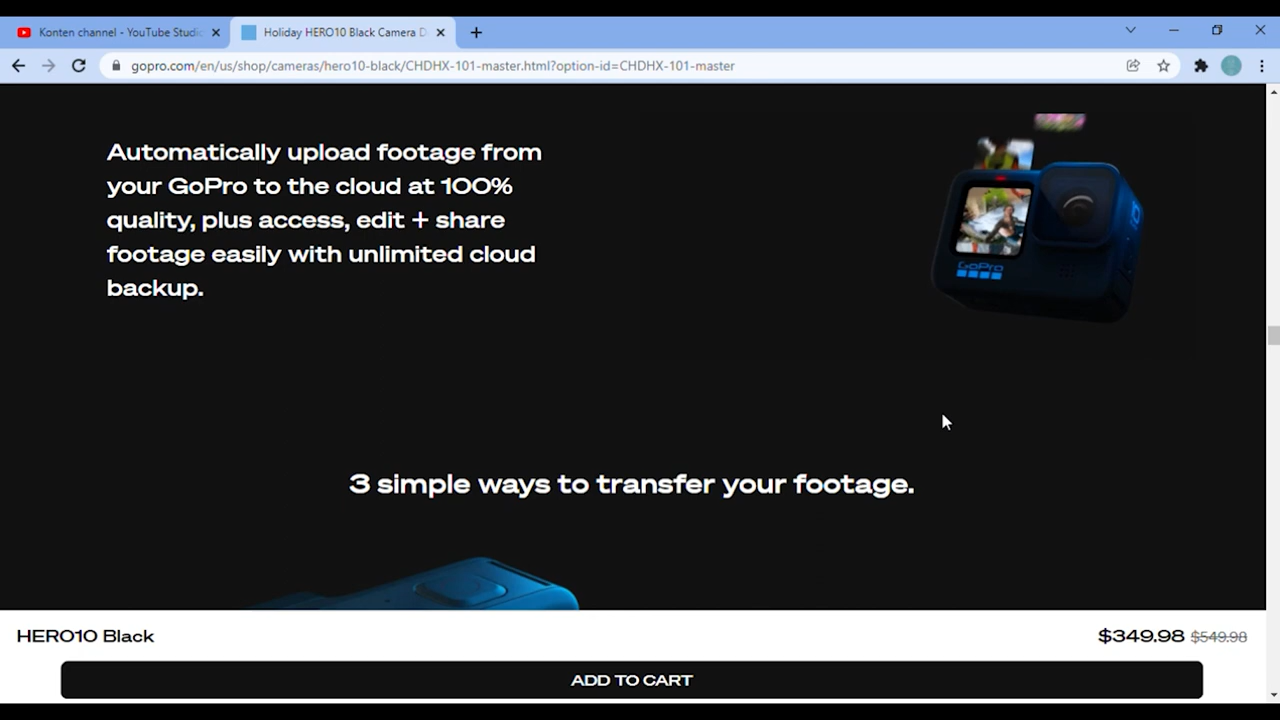 Konten channel - YouTube Studio
Holiday HERO10 Black Camera D
gopro.com/en/us/shop/cameras/hero10-black/CHDHX-101-master.html?option-id=CHDHX-101-master
Automatically upload footage from
your GoPro to the cloud at 100%
quality, plus access, edit + share
footage easily with unlimited cloud
backup.
GoPro
3 simple ways to transfer your footage.
HERO10 Black
$349.98 $549.98
ADD TO CART